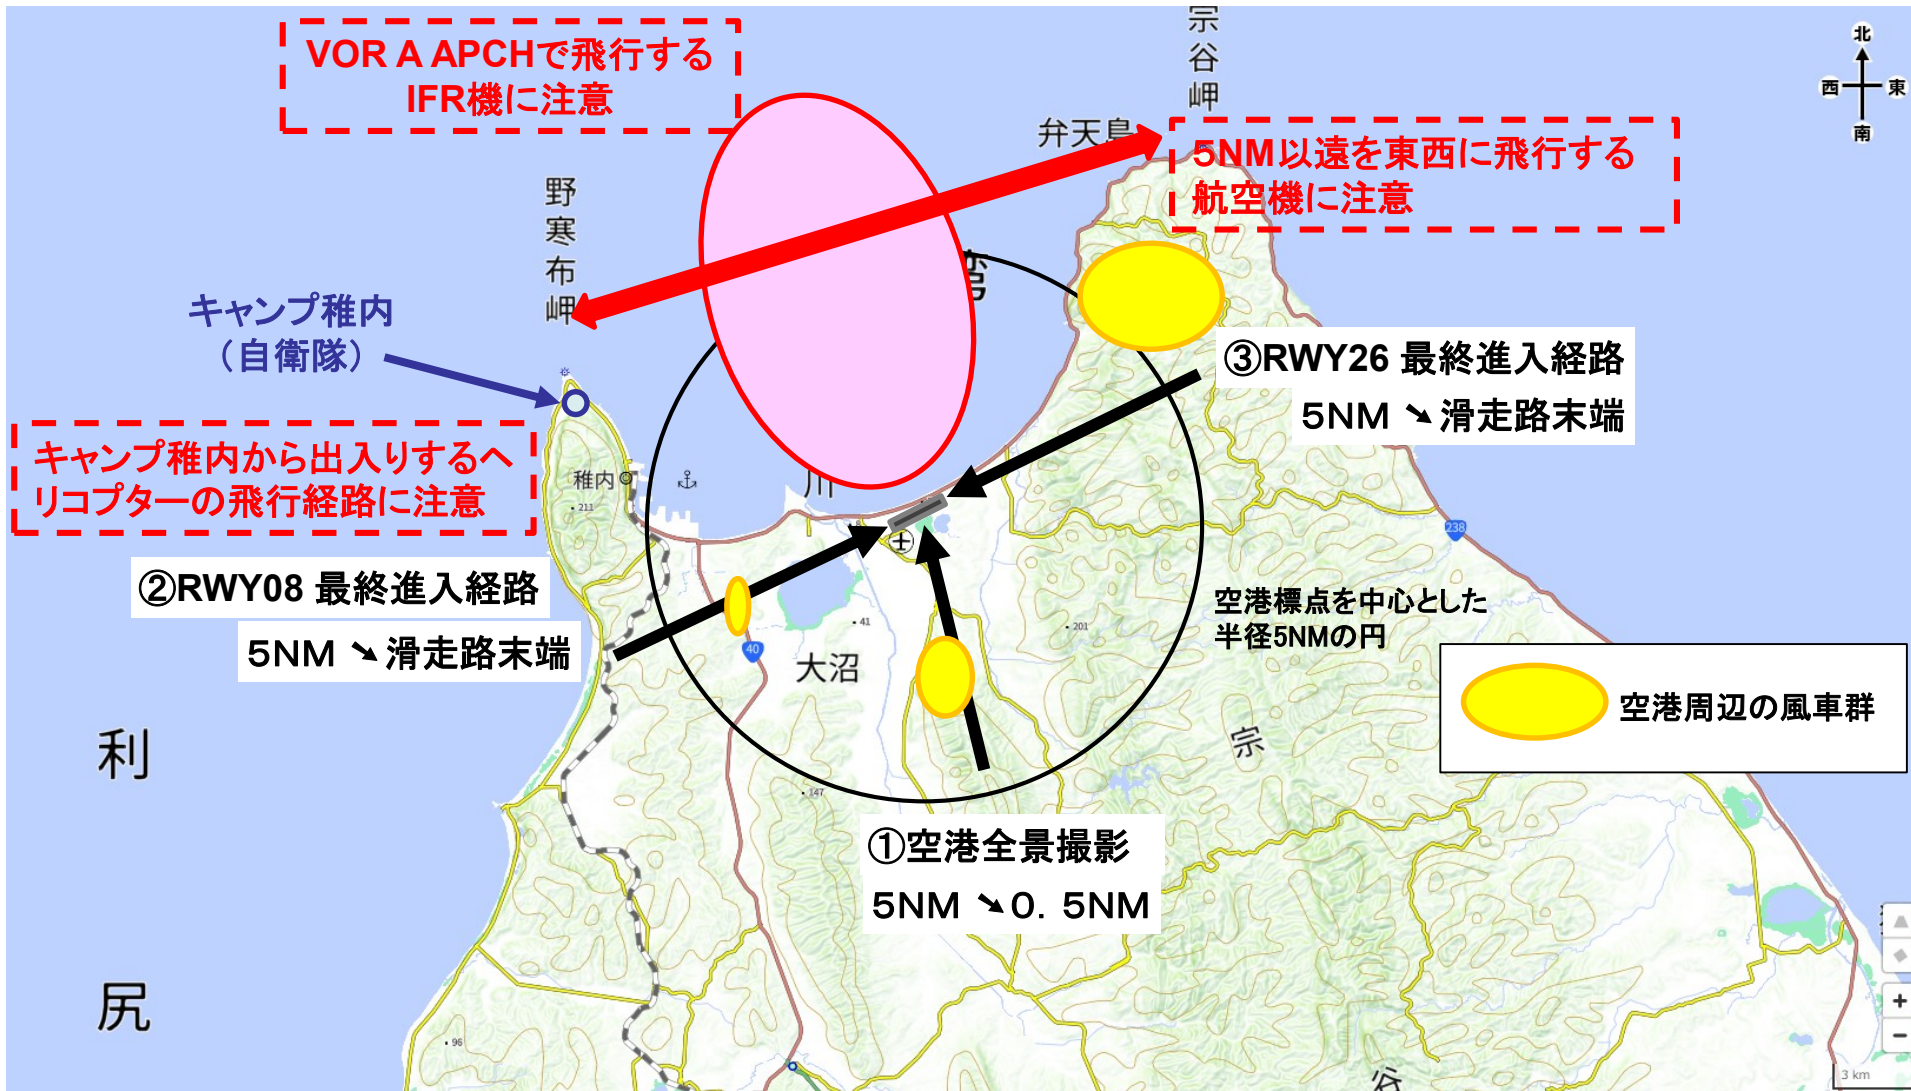 VOR A APCHで飛行する
IFR機に注意
宗谷岬
北
西
東
南
弁天島
5NM以遠を東西に飛行する
航空機に注意
野寒布岬
湾
キャンプ稚内
(自衛隊)
③RWY26 最終進入経路
5NM ➘滑走路末端
キャンプ稚内から出入りするヘ
リコプターの飛行経路に注意
稚内
211
川
238
②RWY08 最終進入経路
5NM ➘滑走路末端
空港標点を中心とした
半径5NMの円
41
201
40
大沼
空港周辺の風車群
利
尻
宗
谷
147
①空港全景撮影
5NM ➘0. 5NM
96
+
−
3 km